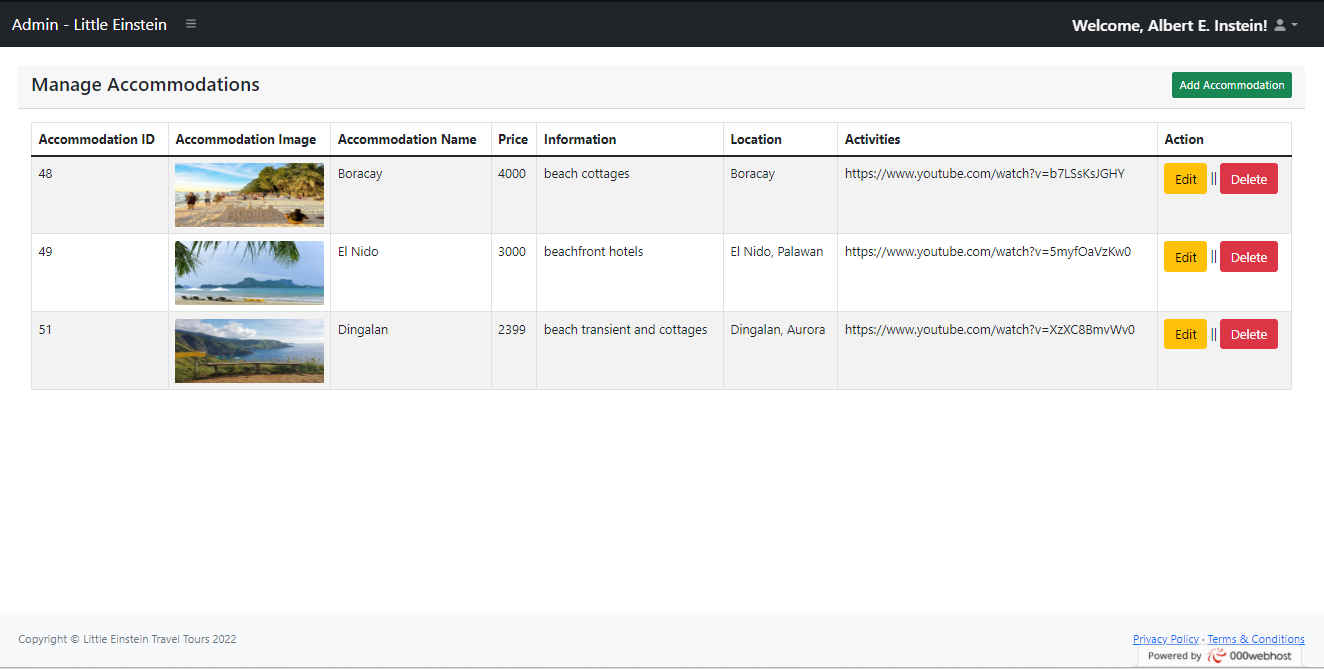 Admin - Little Einstein ≡ Welcome, Albert E. Instein!
Manage Accommodations Add Accommodation
Accommodation ID Accommodation Image Accommodation Name Price Information Location Activities Action
48 Boracay 4000 beach cottages Boracay https://www.youtube.com/watch?v=b7LSsKsJGHY Edit || Delete
49 El Nido 3000 beachfront hotels El Nido, Palawan https://www.youtube.com/watch?v=5myfOaVzKw0 Edit || Delete
51 Dingalan 2399 beach transient and cottages Dingalan, Aurora https://www.youtube.com/watch?v=XzXC8BmvWv0 Edit || Delete
Copyright © Little Einstein Travel Tours 2022 Privacy Policy · Terms & Conditions
Powered by 000webhost